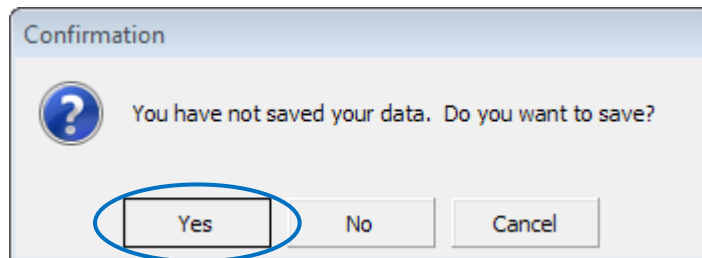 Confirmation
You have not saved your data.  Do you want to save?
Yes No Cancel